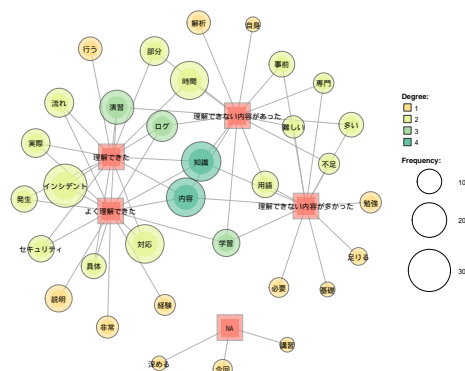 解析
自身
行う
部分
事前
時間
専門
流れ
演習
理解できない内容があった
ログ
難しい
多い
実際
理解できた
知識
不足
インシデント
用語
発生
内容
よく理解できた
理解できない内容が多かった
勉強
セキュリティ
対応
学習
具体
足りる
説明
必要
基礎
経験
非常
NA
講習
深める
今回
Degree:
1
2
3
4
Frequency:
10
20
30